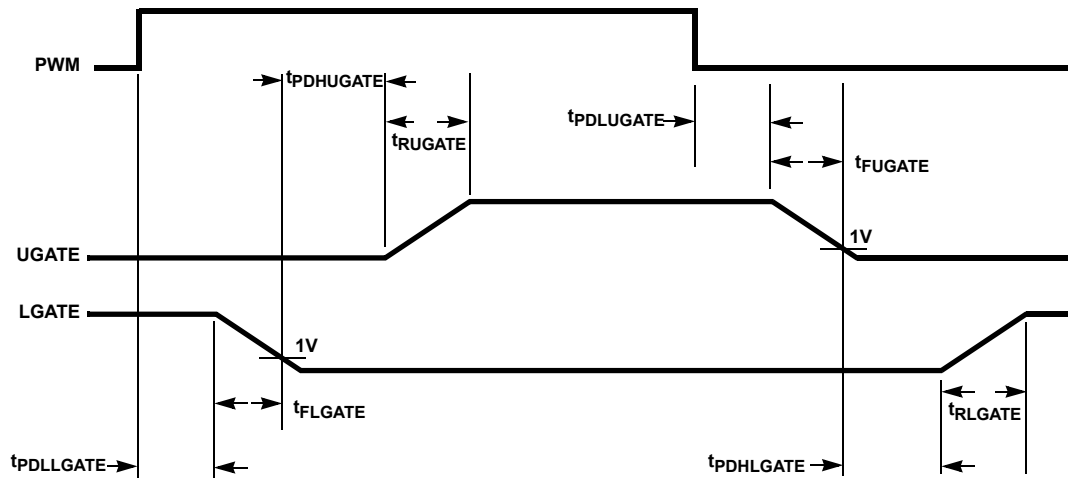 PWM
tPDHUGATE
tRUGATE
tPDLUGATE
tFUGATE
1V
UGATE
LGATE
1V
tFLGATE
tRLGATE
tPDLLGATE
tPDHLGATE